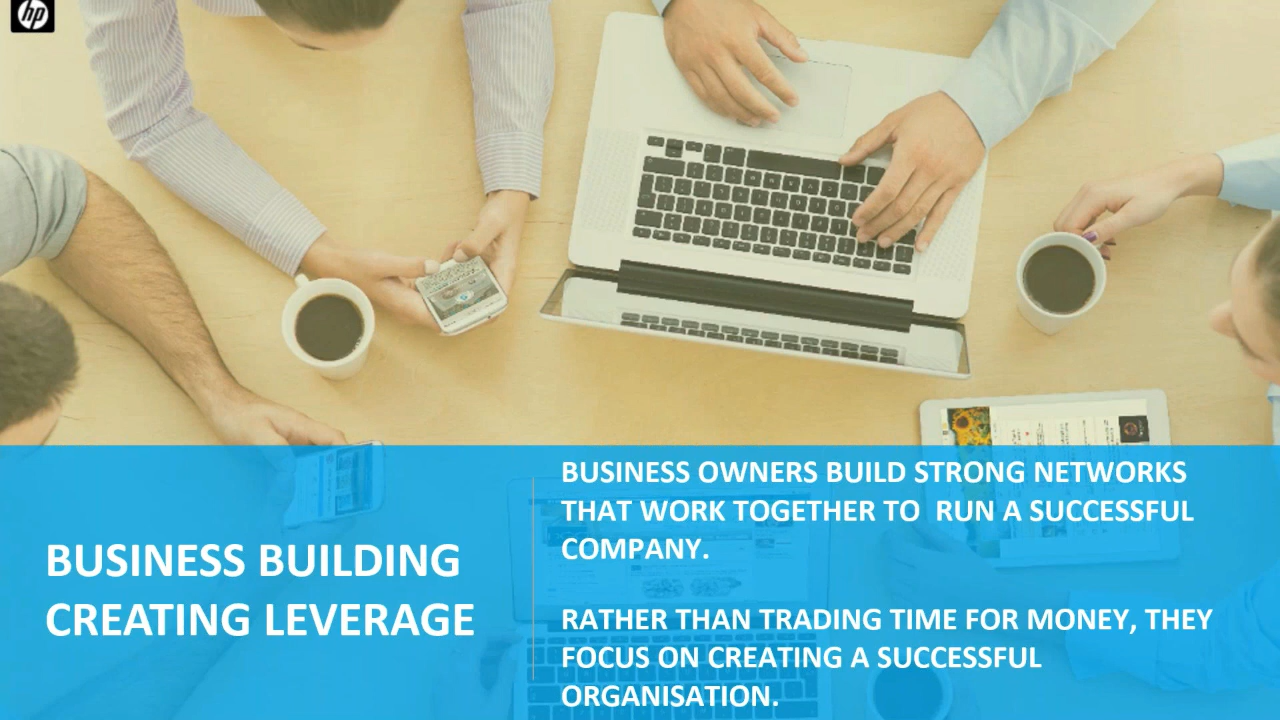 hp
BUSINESS BUILDING
CREATING LEVERAGE
BUSINESS OWNERS BUILD STRONG NETWORKS
THAT WORK TOGETHER TO  RUN A SUCCESSFUL
COMPANY.
RATHER THAN TRADING TIME FOR MONEY, THEY
FOCUS ON CREATING A SUCCESSFUL
ORGANISATION.